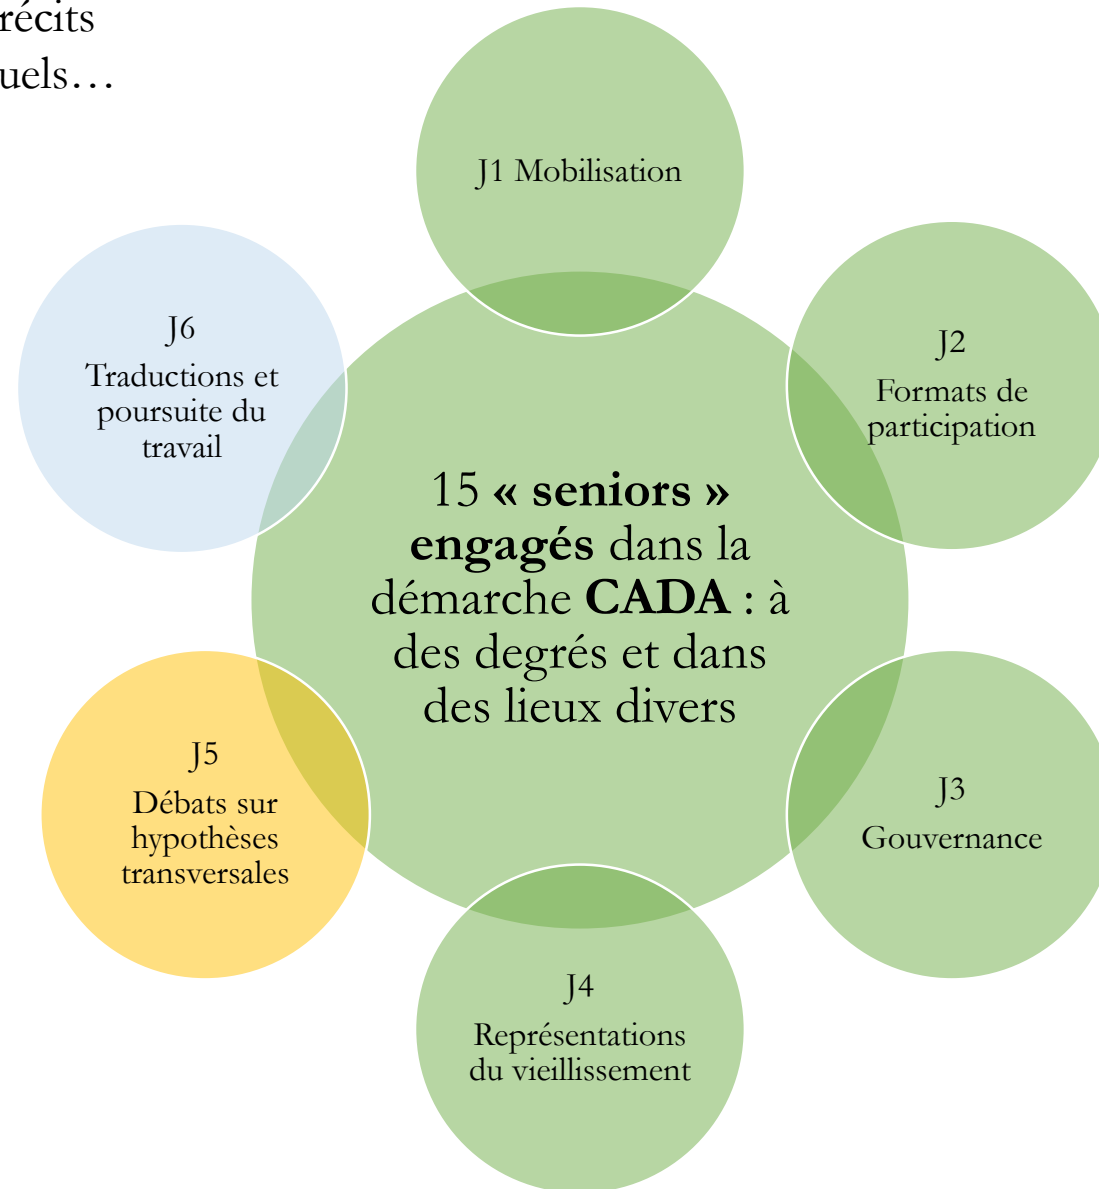 récits
uels…
J1 Mobilisation
J2
Formats de
participation
J6
Traductions et
poursuite du
travail
15 « seniors »
engagés dans la
démarche CADA : à
des degrés et dans
des lieux divers
J5
Débats sur
hypothèses
transversales
J3
Gouvernance
J4
Représentations
du vieillissement